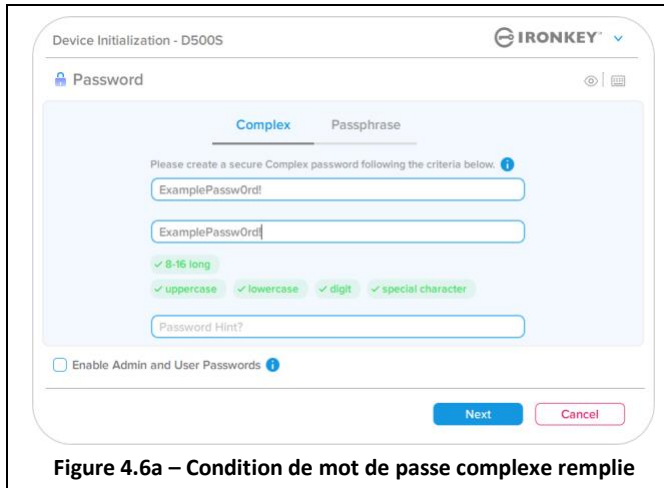 Device Initialization - D500S
IRONKEY™
Password
Complex Passphrase
Please create a secure Complex password following the criteria below.
ExamplePassw0rd!
ExamplePassw0rd!
✓ 8-16 long
✓ uppercase ✓ lowercase ✓ digit ✓ special character
Password Hint?
Enable Admin and User Passwords
Next Cancel
Figure 4.6a – Condition de mot de passe complexe remplie